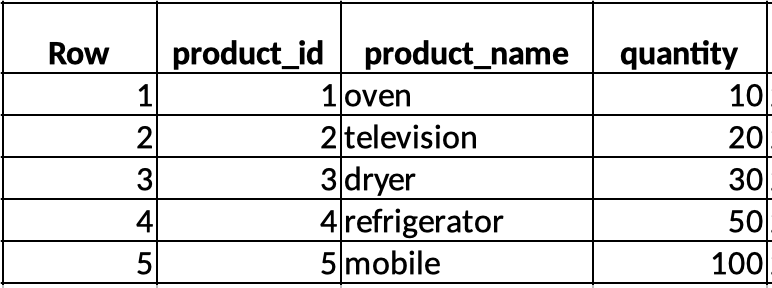 Row product_id product_name quantity
1 1 oven 10
2 2 television 20
3 3 dryer 30
4 4 refrigerator 50
5 5 mobile 100